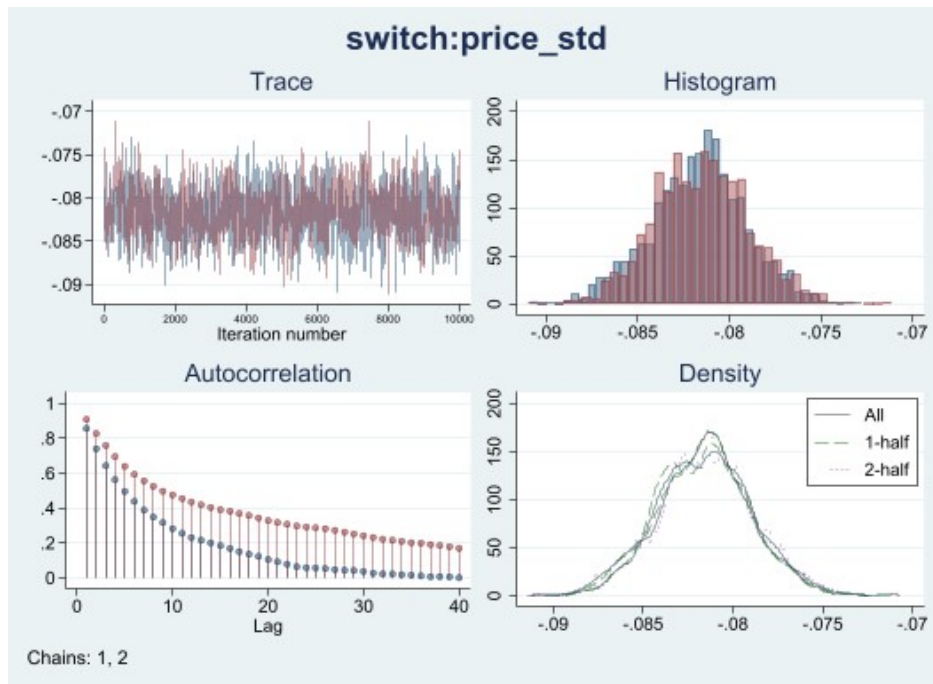 switch:price_std
Trace
-.07
-.075
-.08
-.085
-.09
0 2000 4000 6000 8000 10000
Iteration number
Histogram
200
150
100
50
0
-.09 -.085 -.08 -.075 -.07
Autocorrelation
1
.8
.6
.4
.2
0
0 10 20 30 40
Lag
Density
200
150
100
50
0
All
1-half
2-half
-.09 -.085 -.08 -.075 -.07
Chains: 1, 2